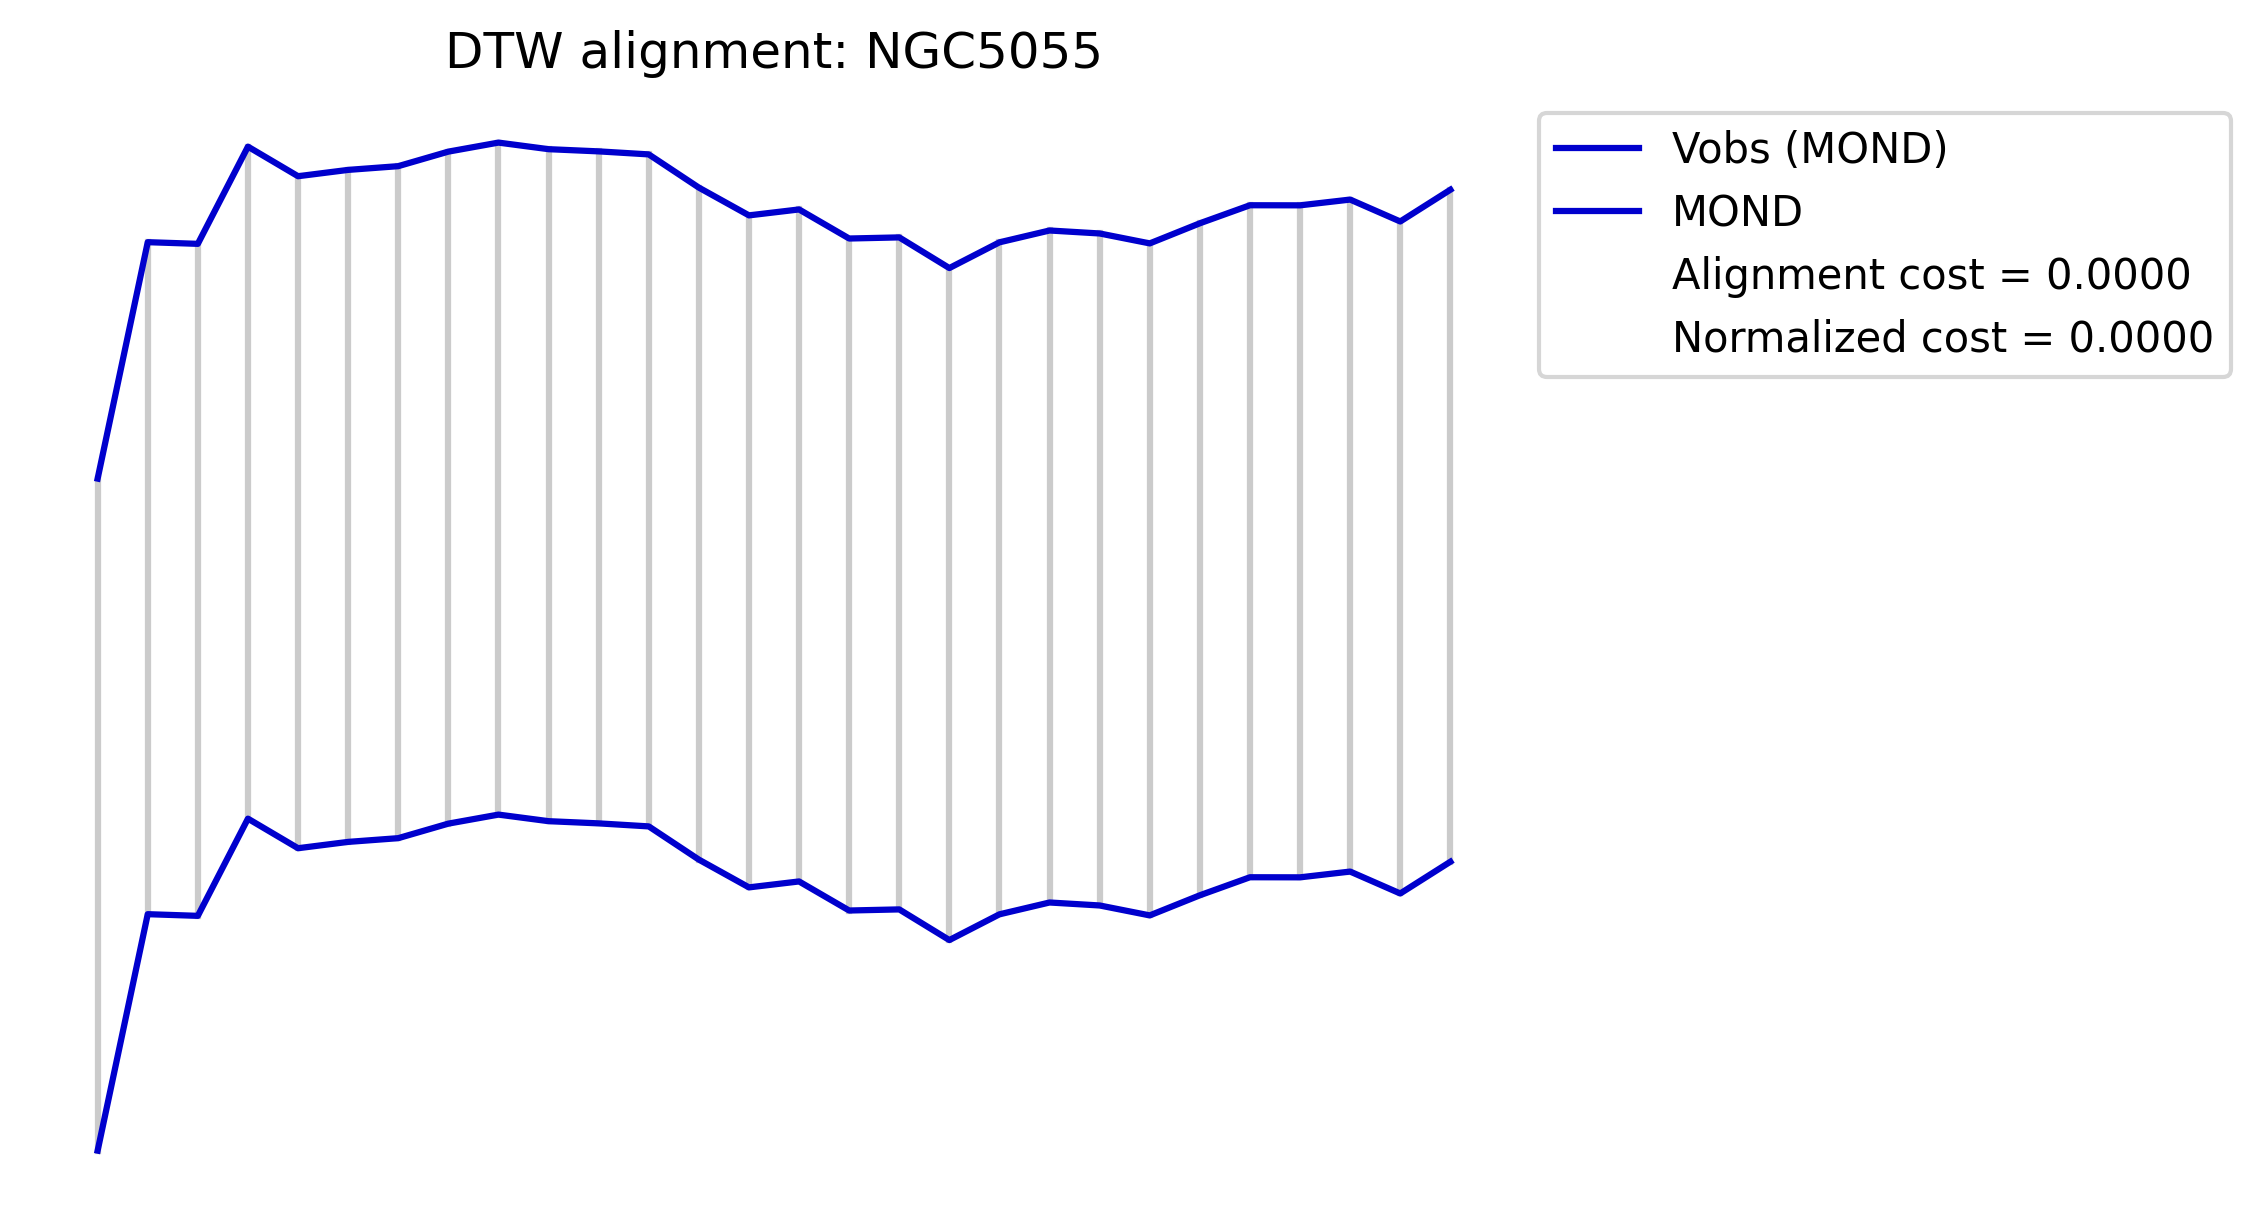 DTW alignment: NGC5055
Vobs (MOND)
MOND
Alignment cost = 0.0000
Normalized cost = 0.0000